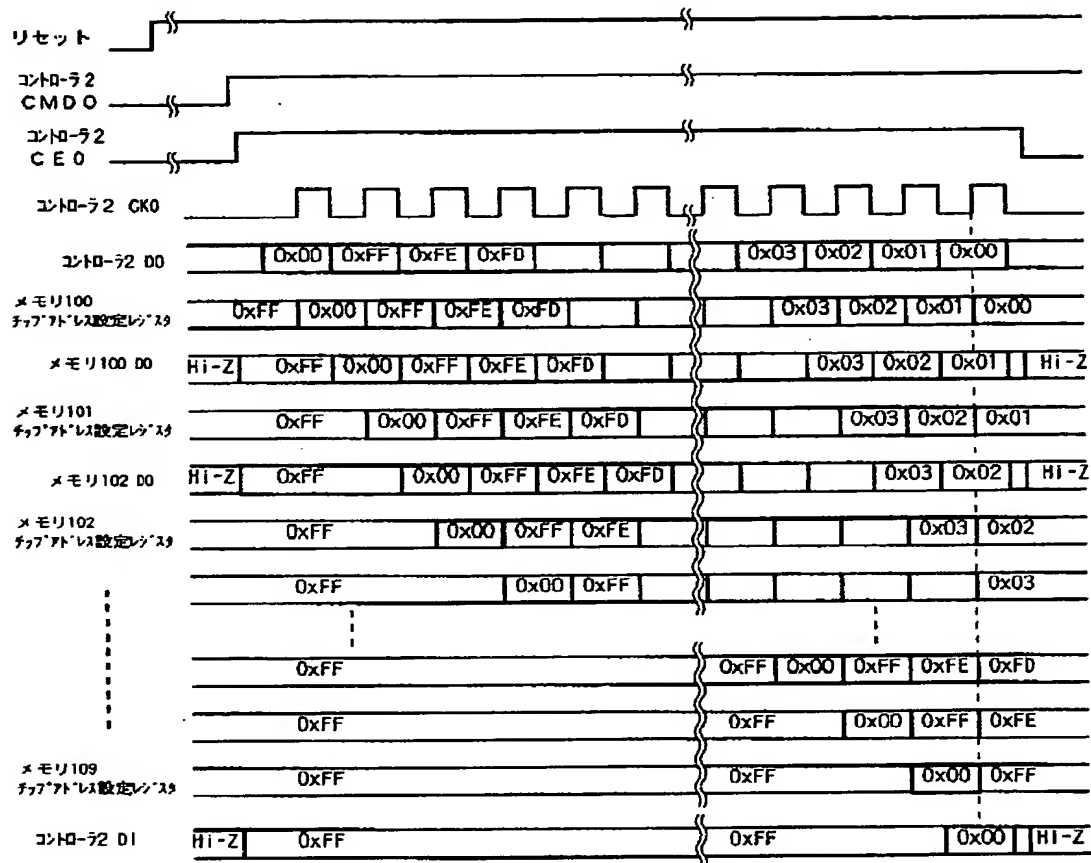 リセット
コントローラ2
CMD0
コントローラ2
CE0
コントローラ2 CK0
コントローラ2 DO 0x00 0xFF 0xFE 0xFD 0x03 0x02 0x01 0x00
メモリ100
チップアドレス設定レジスタ 0xFF 0x00 0xFF 0xFE 0xFD 0x03 0x02 0x01 0x00
メモリ100 DO Hi-Z 0xFF 0x00 0xFF 0xFE 0xFD 0x03 0x02 0x01 Hi-Z
メモリ101
チップアドレス設定レジスタ 0xFF 0x00 0xFF 0xFE 0xFD 0x03 0x02 0x01
メモリ102 DO Hi-Z 0xFF 0x00 0xFF 0xFE 0xFD 0x03 0x02 Hi-Z
メモリ102
チップアドレス設定レジスタ 0xFF 0x00 0xFF 0xFE 0x03 0x02
0xFF 0x00 0xFF 0x03
0xFF 0xFF 0x00 0xFF 0xFE 0xFD
0xFF 0xFF 0x00 0xFF 0xFE
メモリ109
チップアドレス設定レジスタ 0xFF 0xFF 0x00 0xFF
コントローラ2 DI Hi-Z 0xFF 0xFF 0x00 Hi-Z